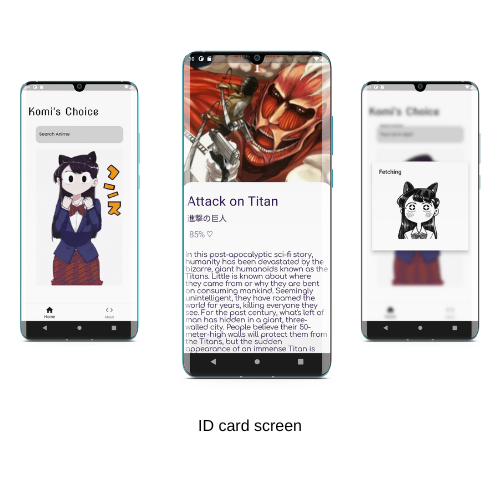 Komi's Choice
Search Anime
ヘンス
Home
About
Attack on Titan
進撃の巨人
85% ♡
In this post-apocalyptic sci-fi story,
humanity has been devastated by the
bizarre, giant humanoids known as the
Titans. Little is known about where
they came from or why they are bent
on consuming mankind. Seemingly
unintelligent, they have roamed the
world for years, killing everyone they
see. For the past century, what's left of
man has hidden in a giant, three-
walled city. People believe their 50-
meter-high walls will protect them from
the Titans, but the sudden
appearance of an immense Titan is
Komi's Choice
Fetching
ID card screen